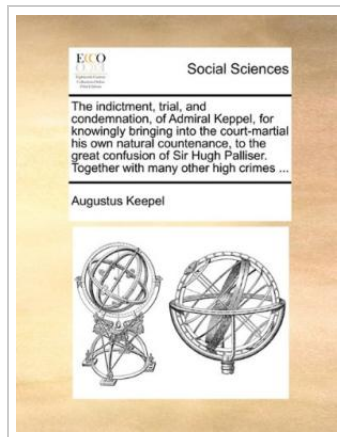 ECCO
Social Sciences
The indictment, trial, and
condemnation, of Admiral Keppel, for
knowingly bringing into the court-martial
his own natural countenance, to the
great confusion of Sir Hugh Palliser.
Together with many other high crimes ...
Augustus Keepel